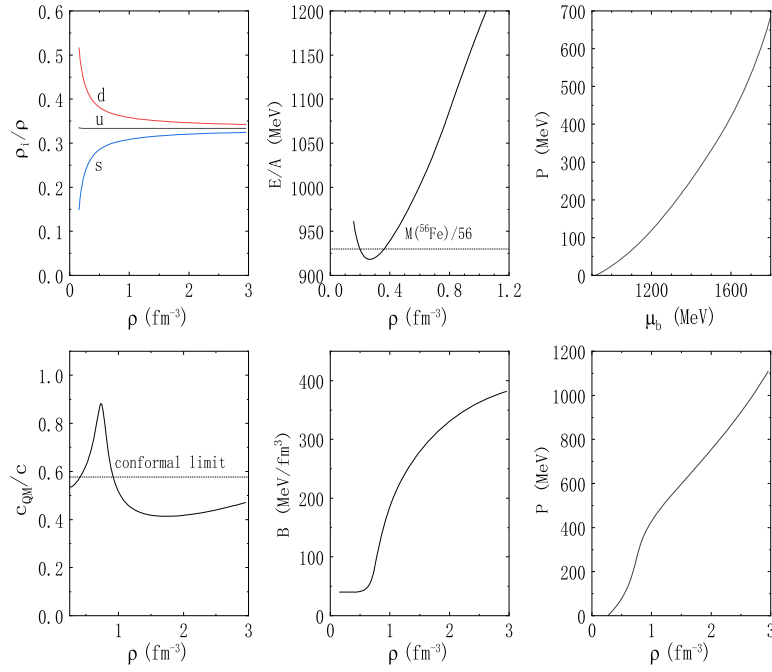 0.6
0.5
0.4
0.3
0.2
0.1
0.0
ρi/ρ
d
u
s
0 1 2 3
ρ (fm-3)
1200
1150
1100
1050
1000
950
900
E/A (MeV)
M(56Fe)/56
0.0 0.4 0.8 1.2
ρ (fm-3)
700
600
500
400
300
200
100
0
P (MeV)
1200 1600
μb (MeV)
1.0
0.8
0.6
0.4
0.2
0.0
cQM/c
conformal limit
1 2 3
ρ (fm-3)
400
300
200
100
0
B (MeV/fm3)
0 1 2 3
ρ (fm-3)
1200
1000
800
600
400
200
0
P (MeV)
0 1 2 3
ρ (fm-3)